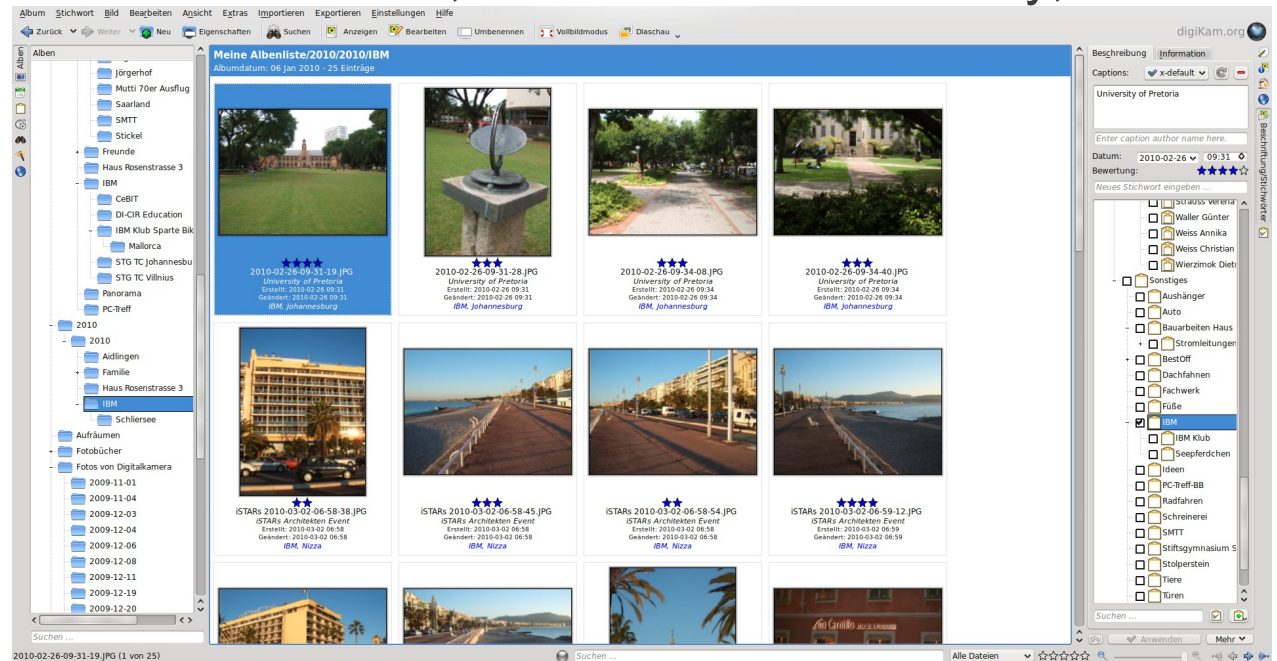 Album Stichwort Bild Bearbeiten Ansicht Extras Importieren Exportieren Einstellungen Hilfe
Zurück Weiter Neu Eigenschaften Suchen Anzeigen Bearbeiten Umbenennen Vollbildmodus Diaschau digiKam.org
Alben
Alben
Jörgerhof
Mutti 70er Ausflug
Saarland
SMTT
Stickel
Freunde
Haus Rosenstrasse 3
IBM
CeBIT
DI-CIR Education
IBM Klub Sparte Bik
Mallorca
STG TC Johannesbu
STG TC Villnius
Panorama
PC-Treff
2010
2010
Aidlingen
Familie
Haus Rosenstrasse 3
IBM
Schliersee
Aufräumen
Fotobücher
Fotos von Digitalkamera
2009-11-01
2009-11-04
2009-12-03
2009-12-04
2009-12-06
2009-12-08
2009-12-11
2009-12-19
2009-12-20
Suchen ...
Meine Albenliste/2010/2010/IBM
Albumdatum: 06 Jan 2010 - 25 Einträge
2010-02-26-09-31-19.JPG
University of Pretoria
Erstellt: 2010-02-26 09:31
Geändert: 2010-02-26 09:31
IBM, Johannesburg
2010-02-26-09-31-28.JPG
University of Pretoria
Erstellt: 2010-02-26 09:31
Geändert: 2010-02-26 09:31
IBM, Johannesburg
2010-02-26-09-34-08.JPG
University of Pretoria
Erstellt: 2010-02-26 09:34
Geändert: 2010-02-26 09:34
IBM, Johannesburg
2010-02-26-09-34-40.JPG
University of Pretoria
Erstellt: 2010-02-26 09:34
Geändert: 2010-02-26 09:34
IBM, Johannesburg
iSTARs 2010-03-02-06-58-38.JPG
iSTARs Architekten Event
Erstellt: 2010-03-02 06:58
Geändert: 2010-03-02 06:58
IBM, Nizza
iSTARs 2010-03-02-06-58-45.JPG
iSTARs Architekten Event
Erstellt: 2010-03-02 06:58
Geändert: 2010-03-02 06:58
IBM, Nizza
iSTARs 2010-03-02-06-58-54.JPG
iSTARs Architekten Event
Erstellt: 2010-03-02 06:58
Geändert: 2010-03-02 06:58
IBM, Nizza
iSTARs 2010-03-02-06-59-12.JPG
iSTARs Architekten Event
Erstellt: 2010-03-02 06:59
Geändert: 2010-03-02 06:59
IBM, Nizza
Beschreibung Information
Captions: x-default
University of Pretoria
Enter caption author name here.
Datum: 2010-02-26 09:31
Bewertung:
Neues Stichwort eingeben ...
Strauss Verena
Waller Günter
Weiss Annika
Weiss Christian
Wierzimok Diet
Sonstiges
Aushänger
Auto
Bauarbeiten Haus
Stromleitungen
BestOff
Dachfahnen
Fachwerk
Füße
IBM
IBM Klub
Seepferdchen
Ideen
PC-Treff-BB
Radfahren
Schreinerei
SMTT
Stiftsgymnasium S
Stolperstein
Tiere
Türen
Suchen ...
Anwenden Mehr
Beschriftung/Stichwörter
2010-02-26-09-31-19.JPG (1 von 25) Suchen ... Alle Dateien